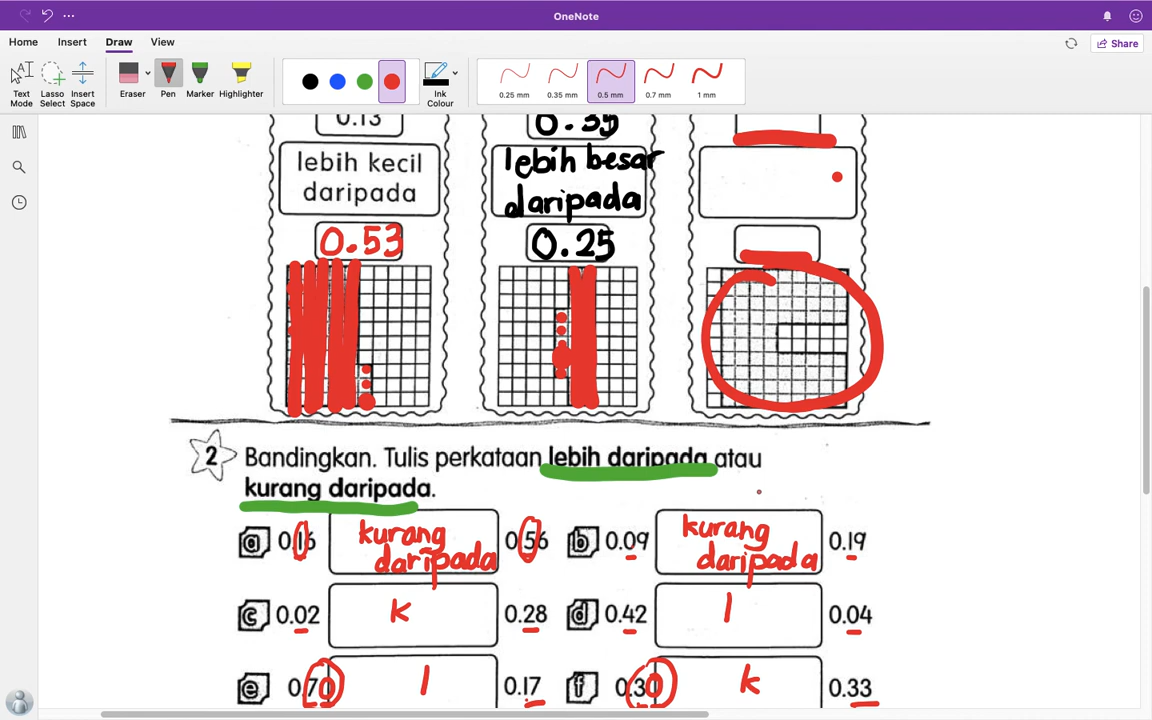 OneNote
Home Insert Draw View
Share
Text Mode
Lasso Select
Insert Space
Eraser
Pen
Marker
Highlighter
Ink Colour
0.25 mm
0.35 mm
0.5 mm
0.7 mm
1 mm
0.13
lebih kecil
daripada
0.53
0.35
lebih besar
daripada
0.25
2 Bandingkan. Tulis perkataan lebih daripada atau
kurang daripada.
a 0.16 kurang daripada 0.56 b 0.09 kurang daripada 0.19
c 0.02 k 0.28 d 0.42 l 0.04
e 0.70 l 0.17 f 0.30 k 0.33